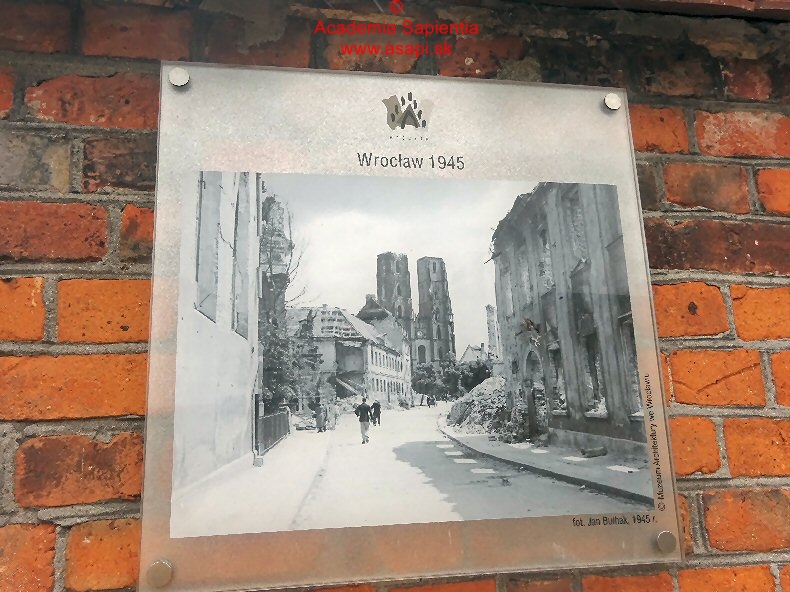 Academia Sapientia
www.asapi.sk
Wrocław 1945
© Muzeum Architektury we Wrocławiu
fot. Jan Bułhak, 1945 r.